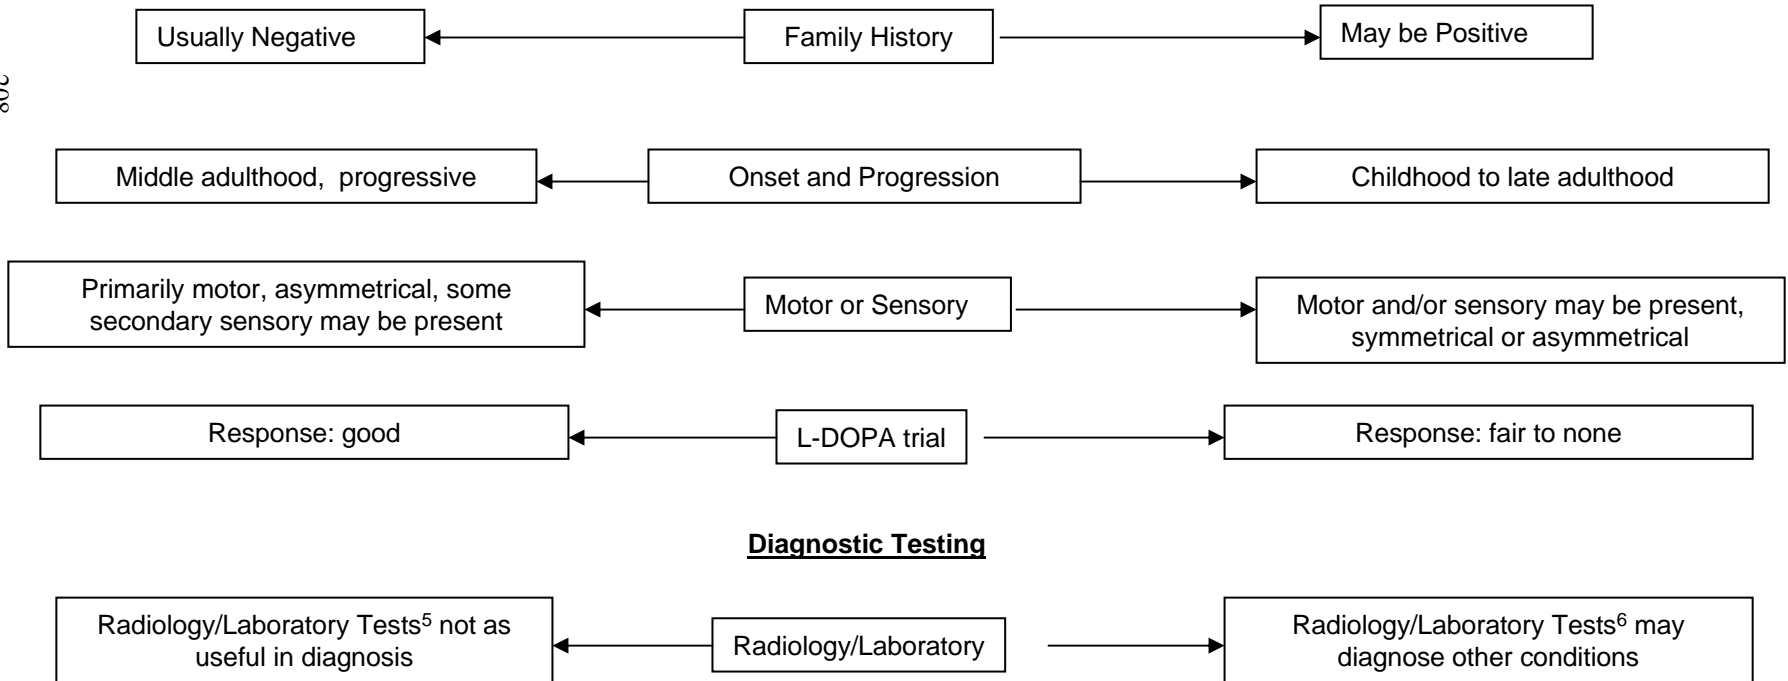 Usually Negative
Family History
May be Positive
Middle adulthood, progressive
Onset and Progression
Childhood to late adulthood
Primarily motor, asymmetrical, some
secondary sensory may be present
Motor or Sensory
Motor and/or sensory may be present,
symmetrical or asymmetrical
Response: good
L-DOPA trial
Response: fair to none
Diagnostic Testing
Radiology/Laboratory Tests⁵ not as
useful in diagnosis
Radiology/Laboratory
Radiology/Laboratory Tests⁶ may
diagnose other conditions